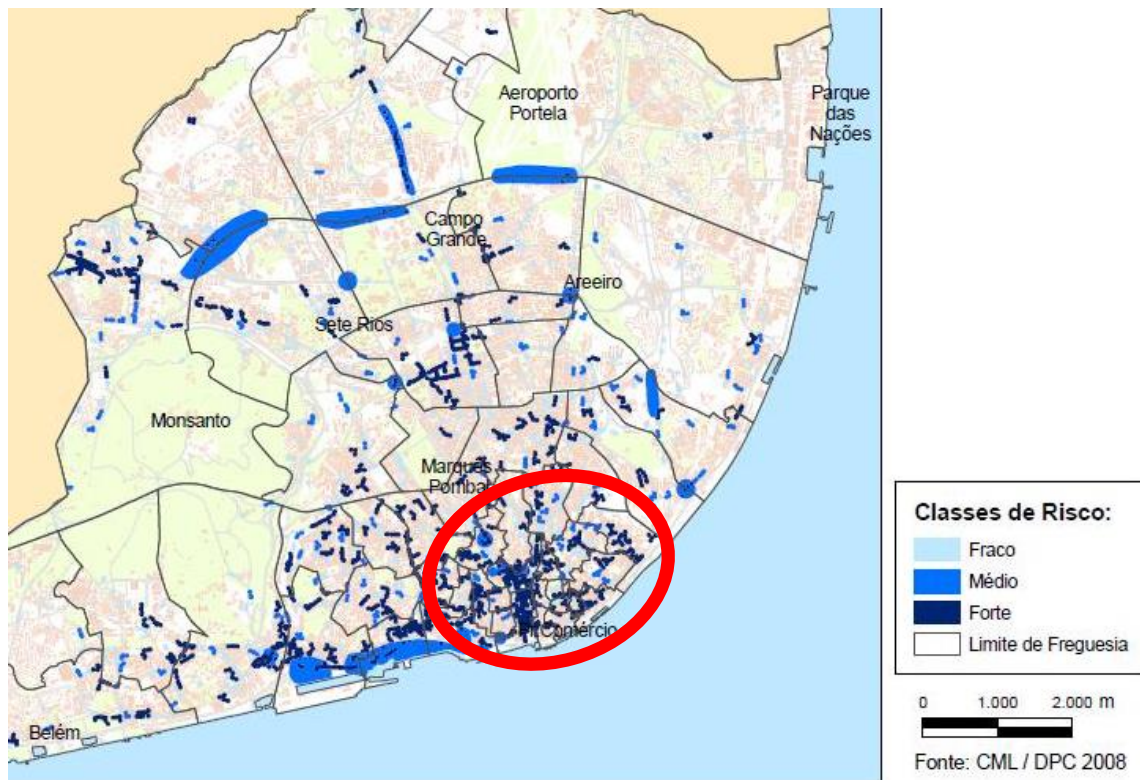 Aeroporto
Portela
Parque
das
Nações
Campo
Grande
Areeiro
Sete Rios
Monsanto
Marquês
Pombal
Comércio
Belém
Classes de Risco:
Fraco
Médio
Forte
Limite de Freguesia
0 1.000 2.000 m
Fonte: CML / DPC 2008